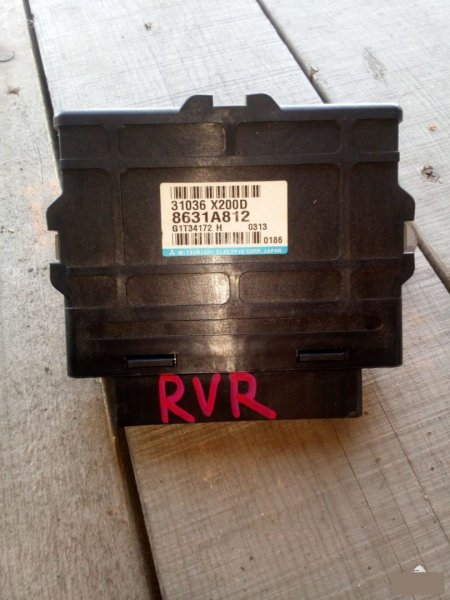 31036 X200D
8631A812
G1T34172 H 0313
0186
MITSUBISHI ELECTRIC CORP. JAPAN
RVR